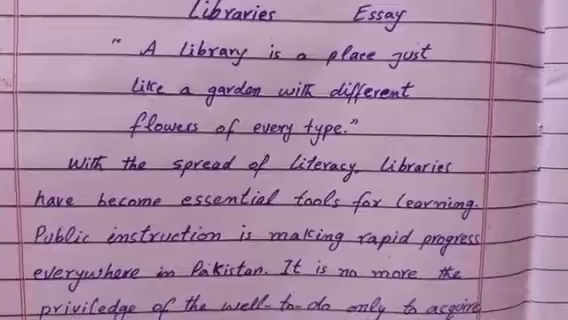 Libraries Essay
" A library is a place just
like a garden with different
flowers of every type."
With the spread of literacy, libraries
have become essential tools for learning.
Public instruction is making rapid progress
everywhere in Pakistan. It is no more the
priviledge of the well-to-do only to acquire